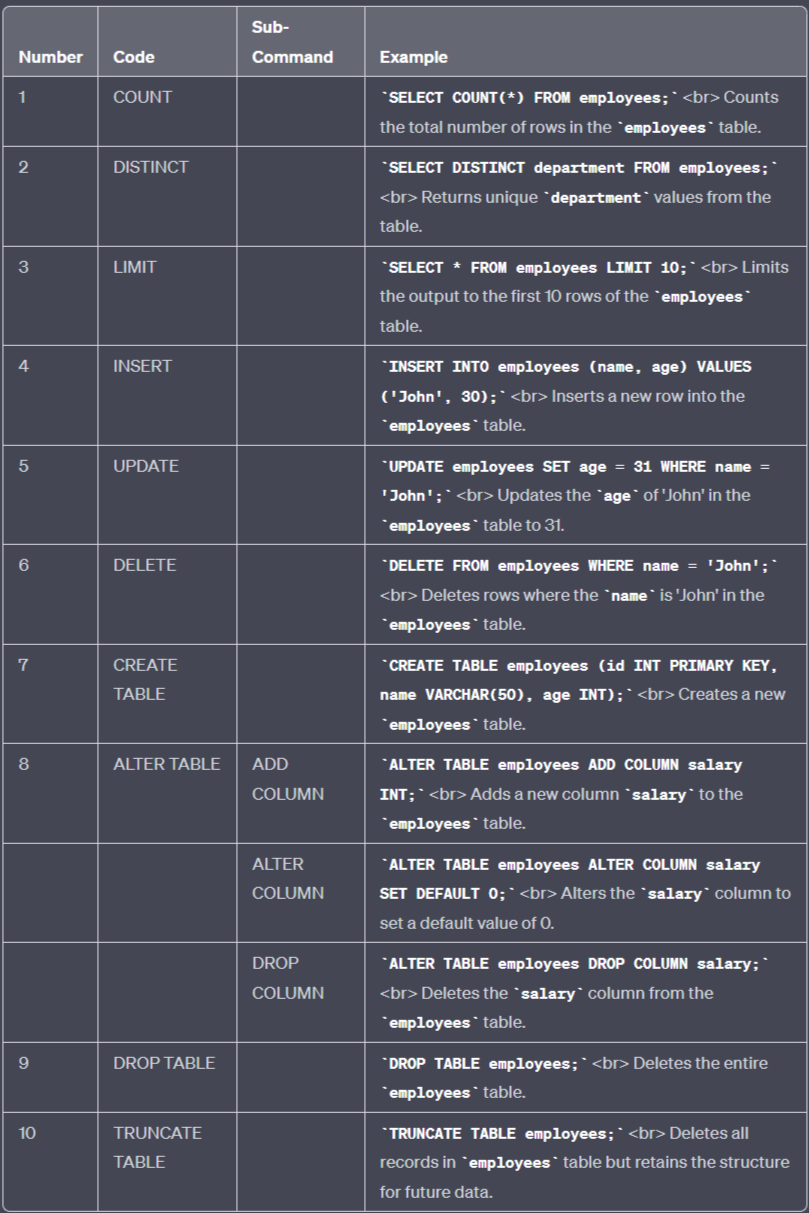 Number Code Sub-Command Example
1 COUNT `SELECT COUNT(*) FROM employees;` <br> Counts
the total number of rows in the `employees` table.
2 DISTINCT `SELECT DISTINCT department FROM employees;`
<br> Returns unique `department` values from the
table.
3 LIMIT `SELECT * FROM employees LIMIT 10;` <br> Limits
the output to the first 10 rows of the `employees`
table.
4 INSERT `INSERT INTO employees (name, age) VALUES
('John', 30);` <br> Inserts a new row into the
`employees` table.
5 UPDATE `UPDATE employees SET age = 31 WHERE name =
'John';` <br> Updates the `age` of 'John' in the
`employees` table to 31.
6 DELETE `DELETE FROM employees WHERE name = 'John';`
<br> Deletes rows where the `name` is 'John' in the
`employees` table.
7 CREATE TABLE `CREATE TABLE employees (id INT PRIMARY KEY,
name VARCHAR(50), age INT);` <br> Creates a new
`employees` table.
8 ALTER TABLE ADD COLUMN `ALTER TABLE employees ADD COLUMN salary
INT;` <br> Adds a new column `salary` to the
`employees` table.
ALTER COLUMN `ALTER TABLE employees ALTER COLUMN salary
SET DEFAULT 0;` <br> Alters the `salary` column to
set a default value of 0.
DROP COLUMN `ALTER TABLE employees DROP COLUMN salary;`
<br> Deletes the `salary` column from the
`employees` table.
9 DROP TABLE `DROP TABLE employees;` <br> Deletes the entire
`employees` table.
10 TRUNCATE TABLE `TRUNCATE TABLE employees;` <br> Deletes all
records in `employees` table but retains the structure
for future data.